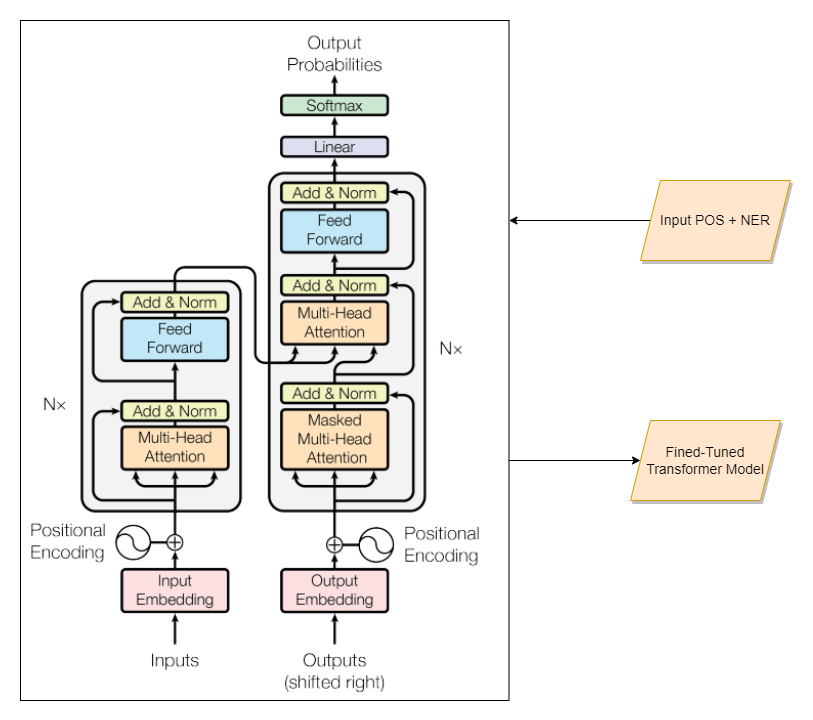 Output
Probabilities
Softmax
Linear
Add & Norm
Feed
Forward
Add & Norm
Multi-Head
Attention
Nx
Add & Norm
Masked
Multi-Head
Attention
Positional
Encoding
Output
Embedding
Outputs
(shifted right)
Add & Norm
Feed
Forward
Nx
Add & Norm
Multi-Head
Attention
Positional
Encoding
Input
Embedding
Inputs
Input POS + NER
Fined-Tuned
Transformer Model